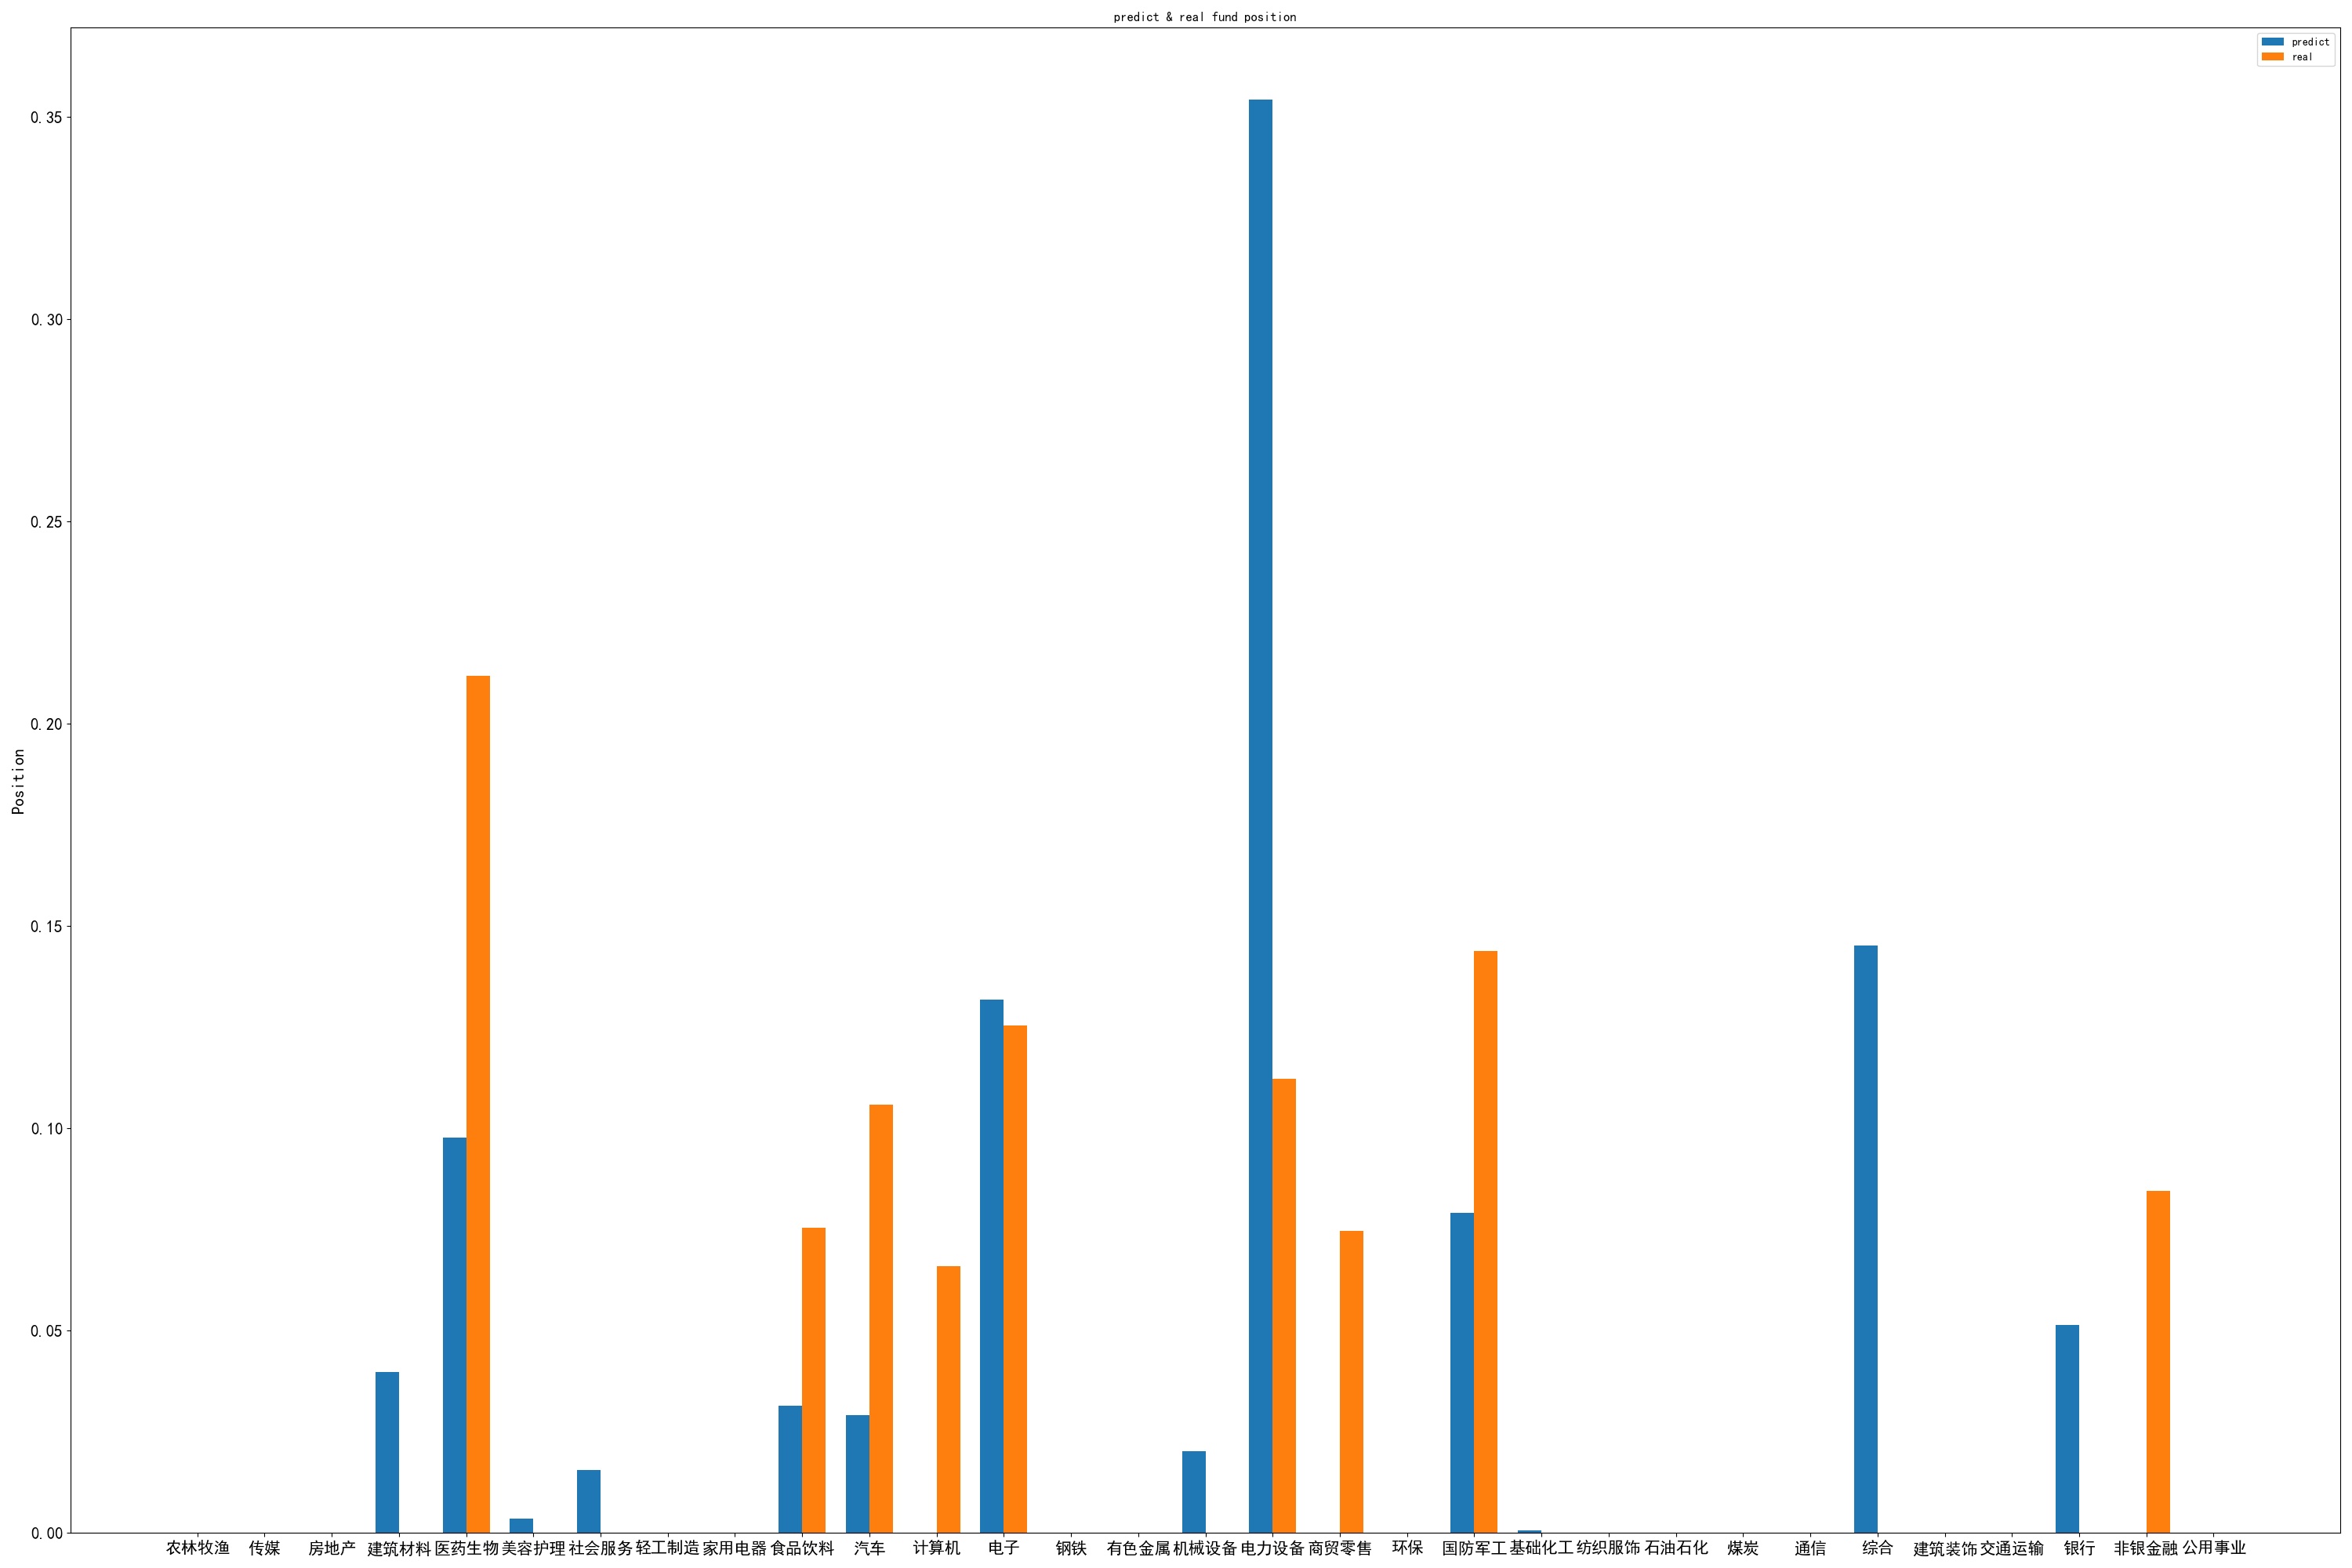 predict & real fund position
predict
real
0.35
0.30
0.25
0.20
0.15
0.10
0.05
0.00
Position
农林牧渔 传媒 房地产 建筑材料 医药生物 美容护理 社会服务 轻工制造 家用电器 食品饮料 汽车 计算机 电子 钢铁 有色金属 机械设备 电力设备 商贸零售 环保 国防军工 基础化工 纺织服饰 石油石化 煤炭 通信 综合 建筑装饰 交通运输 银行 非银金融 公用事业